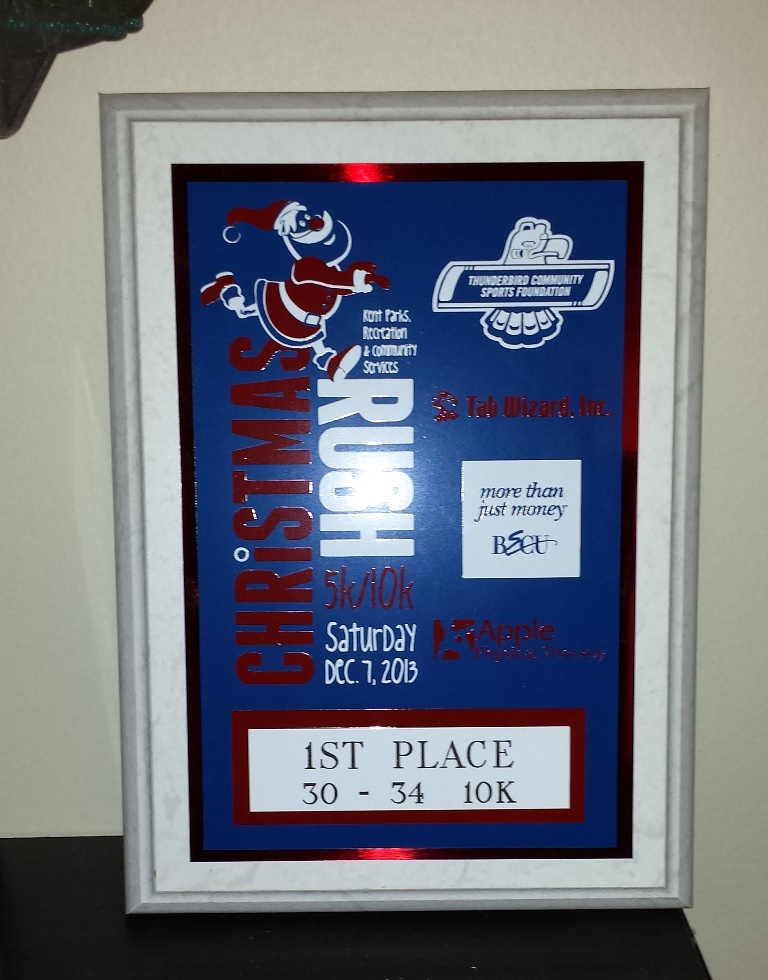 Kent Parks,
Recreation
& Community
Services
CHRiSTMAS
RUSH
5k/10k
Saturday
Dec. 7, 2013
THUNDERBIRD COMMUNITY
SPORTS FOUNDATION
Tab Wizard, Inc.
more than
just money
BECU
Apple
Physical Therapy
1ST PLACE
30 - 34 10K